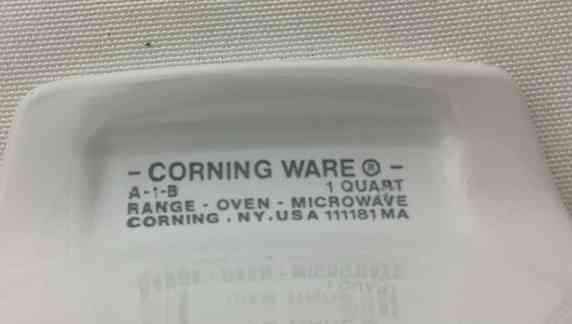 - CORNING WARE ® -
A-1-B 1 QUART
RANGE - OVEN - MICROWAVE
CORNING . NY. USA 111181 MA